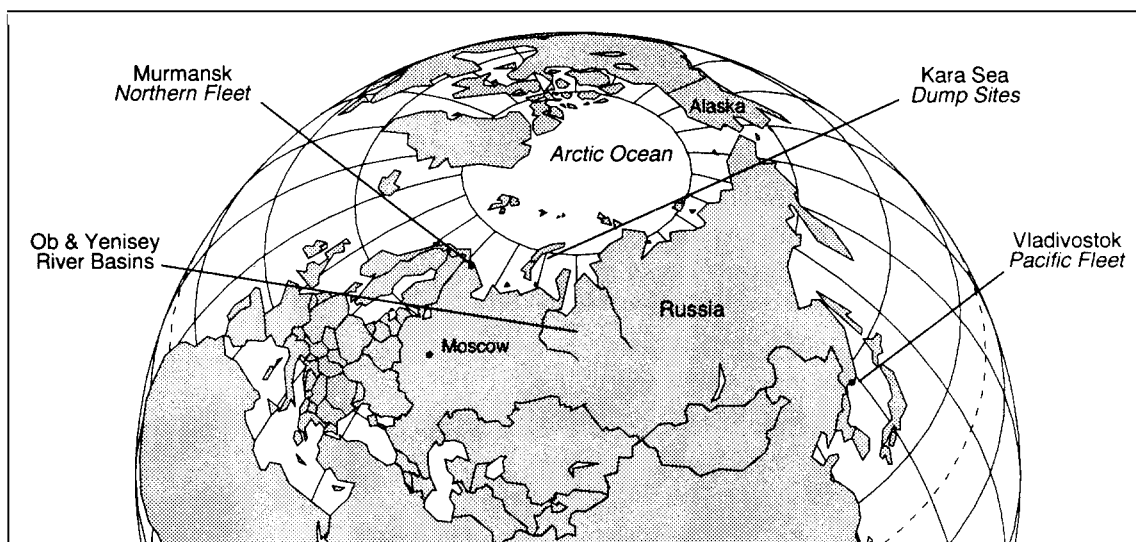 Murmansk
Northern Fleet
Kara Sea
Dump Sites
Alaska
Arctic Ocean
Ob & Yenisey
River Basins
Vladivostok
Pacific Fleet
Russia
Moscow